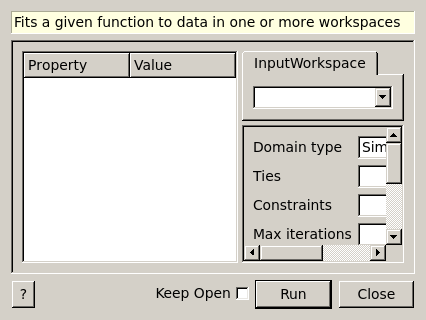 Fits a given function to data in one or more workspaces
Property Value
InputWorkspace
Domain type Sim
Ties
Constraints
Max iterations
? Keep Open Run Close